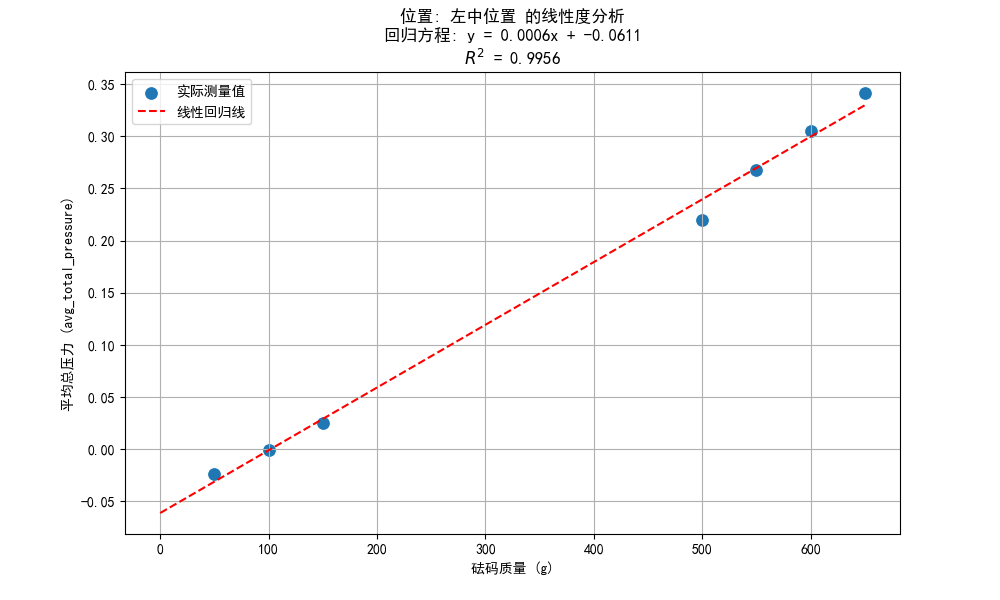 位置: 左中位置 的线性度分析
回归方程: y = 0.0006x + -0.0611
R² = 0.9956
实际测量值
线性回归线
平均总压力 (avg_total_pressure)
0.35
0.30
0.25
0.20
0.15
0.10
0.05
0.00
−0.05
0 100 200 300 400 500 600
砝码质量 (g)